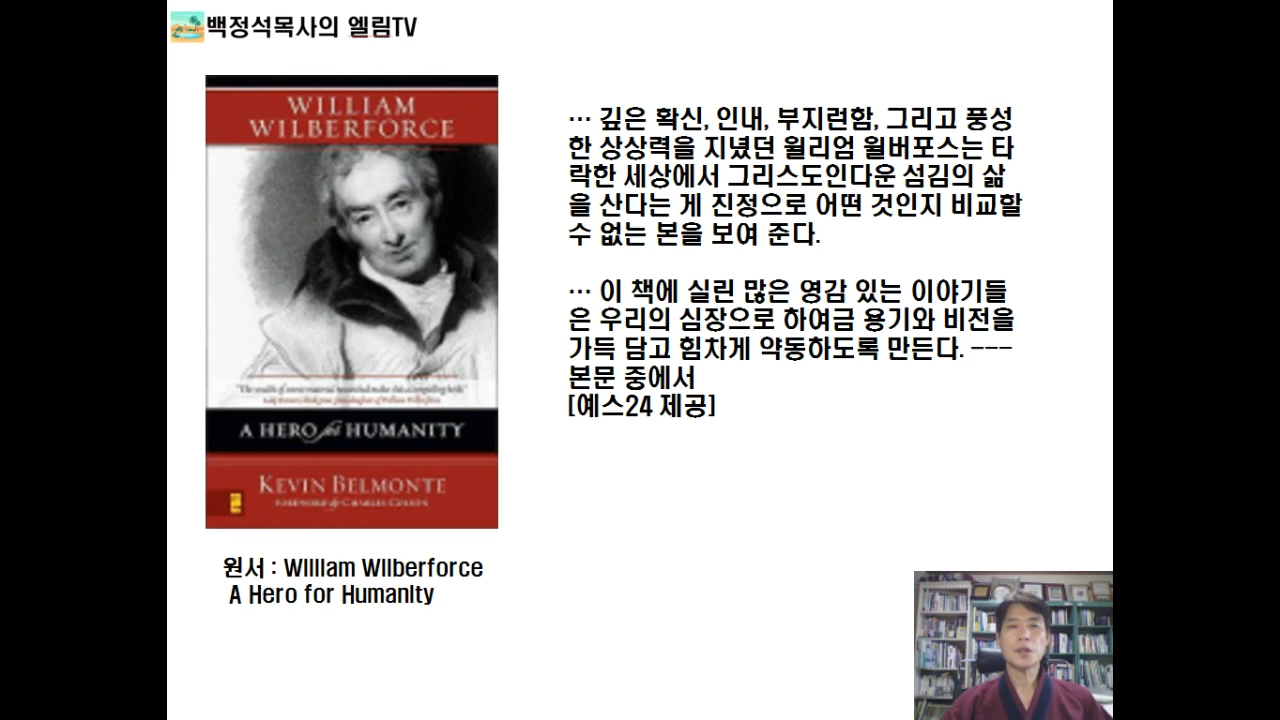 백정석목사의 엘림TV
WILLIAM
WILBERFORCE
A HERO for HUMANITY
KEVIN BELMONTE
FOREWORD by CHARLES COLSON
원서 : William Wilberforce
A Hero for Humanity
… 깊은 확신, 인내, 부지런함, 그리고 풍성
한 상상력을 지녔던 윌리엄 윌버포스는 타
락한 세상에서 그리스도인다운 섬김의 삶
을 산다는 게 진정으로 어떤 것인지 비교할
수 없는 본을 보여 준다.
… 이 책에 실린 많은 영감 있는 이야기들
은 우리의 심장으로 하여금 용기와 비전을
가득 담고 힘차게 약동하도록 만든다. ---
본문 중에서
[예스24 제공]